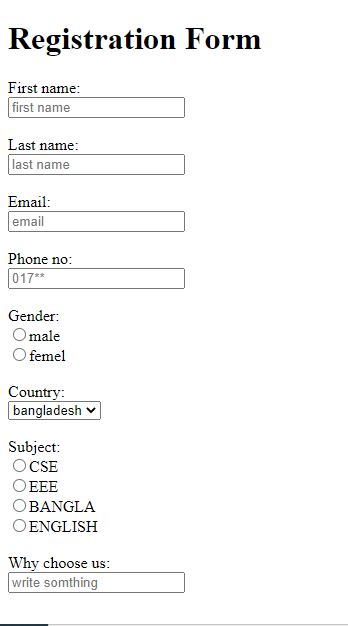 Registration Form
First name:
first name
Last name:
last name
Email:
email
Phone no:
017**
Gender:
male
femel
Country:
bangladesh
Subject:
CSE
EEE
BANGLA
ENGLISH
Why choose us:
write somthing